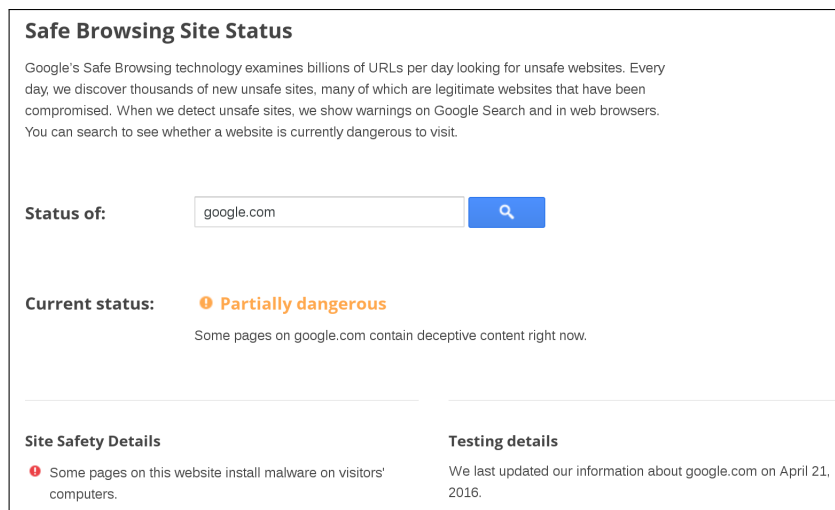 Safe Browsing Site Status
Google's Safe Browsing technology examines billions of URLs per day looking for unsafe websites. Every
day, we discover thousands of new unsafe sites, many of which are legitimate websites that have been
compromised. When we detect unsafe sites, we show warnings on Google Search and in web browsers.
You can search to see whether a website is currently dangerous to visit.
Status of:
google.com
Current status:
Partially dangerous
Some pages on google.com contain deceptive content right now.
Site Safety Details
Some pages on this website install malware on visitors'
computers.
Testing details
We last updated our information about google.com on April 21,
2016.